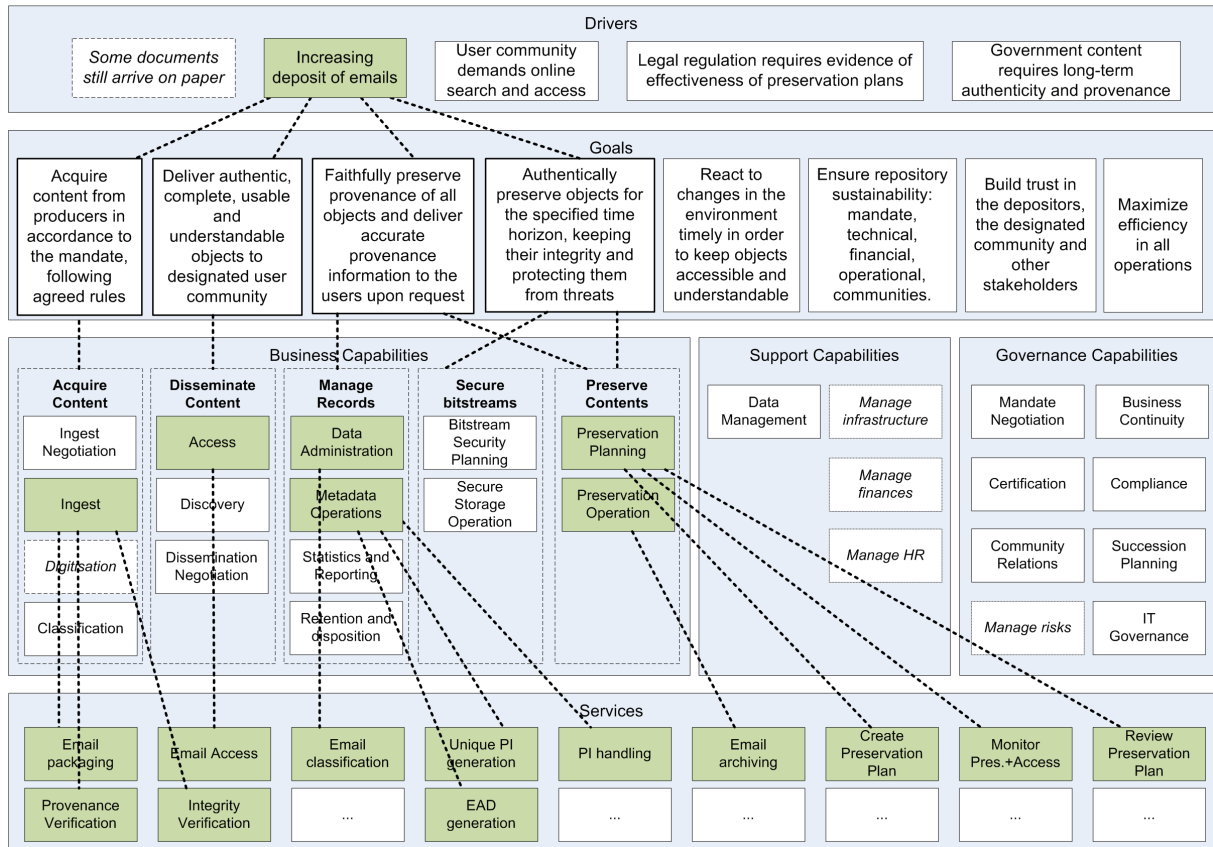 Drivers
Some documents
still arrive on paper
Increasing
deposit of emails
User community
demands online
search and access
Legal regulation requires evidence of
effectiveness of preservation plans
Government content
requires long-term
authenticity and provenance
Goals
Acquire
content from
producers in
accordance to
the mandate,
following
agreed rules
Deliver authentic,
complete, usable
and
understandable
objects to
designated user
community
Faithfully preserve
provenance of all
objects and deliver
accurate
provenance
information to the
users upon request
Authentically
preserve objects for
the specified time
horizon, keeping
their integrity and
protecting them
from threats
React to
changes in the
environment
timely in order
to keep objects
accessible and
understandable
Ensure repository
sustainability:
mandate,
technical,
financial,
operational,
communities.
Build trust in
the depositors,
the designated
community and
other
stakeholders
Maximize
efficiency
in all
operations
Business Capabilities
Acquire
Content
Ingest
Negotiation
Ingest
Digitisation
Classification
Disseminate
Content
Access
Discovery
Dissemination
Negotiation
Manage
Records
Data
Administration
Metadata
Operations
Statistics and
Reporting
Retention and
disposition
Secure
bitstreams
Bitstream
Security
Planning
Secure
Storage
Operation
Preserve
Contents
Preservation
Planning
Preservation
Operation
Support Capabilities
Data
Management
Manage
infrastructure
Manage
finances
Manage HR
Governance Capabilities
Mandate
Negotiation
Business
Continuity
Certification
Compliance
Community
Relations
Succession
Planning
Manage risks
IT
Governance
Services
Email
packaging
Email Access
Email
classification
Unique PI
generation
PI handling
Email
archiving
Create
Preservation
Plan
Monitor
Pres.+Access
Review
Preservation
Plan
Provenance
Verification
Integrity
Verification
...
EAD
generation
...
...
...
...
...